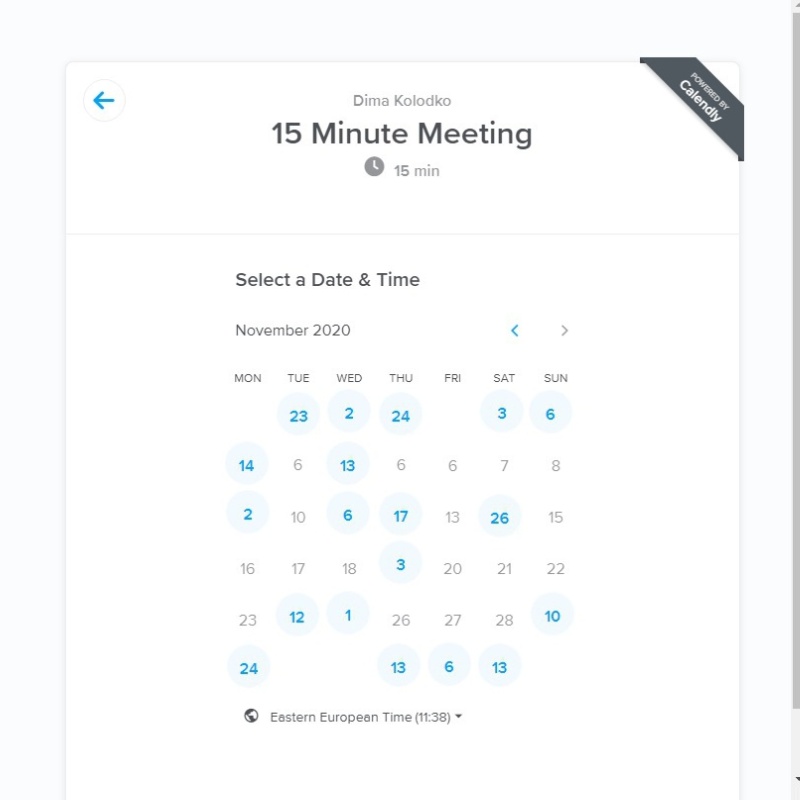 POWERED BY
Calendly
Dima Kolodko
15 Minute Meeting
15 min
Select a Date & Time
November 2020
MON TUE WED THU FRI SAT SUN
23 2 24 3 6
14 6 13 6 6 7 8
2 10 6 17 13 26 15
16 17 18 3 20 21 22
23 12 1 26 27 28 10
24 13 6 13
Eastern European Time (11:38)